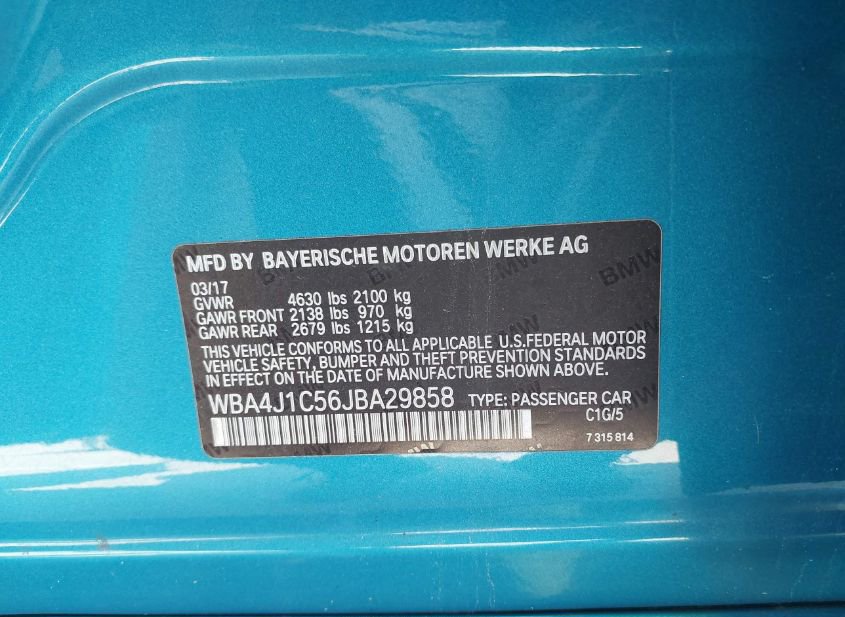 MFD BY BAYERISCHE MOTOREN WERKE AG
03/17
GVWR 4630 lbs 2100 kg
GAWR FRONT 2138 lbs 970 kg
GAWR REAR 2679 lbs 1215 kg
THIS VEHICLE CONFORMS TO ALL APPLICABLE U.S.FEDERAL MOTOR
VEHICLE SAFETY, BUMPER AND THEFT PREVENTION STANDARDS
IN EFFECT ON THE DATE OF MANUFACTURE SHOWN ABOVE.
WBA4J1C56JBA29858 TYPE: PASSENGER CAR
C1G/5
7 315 814
BMW